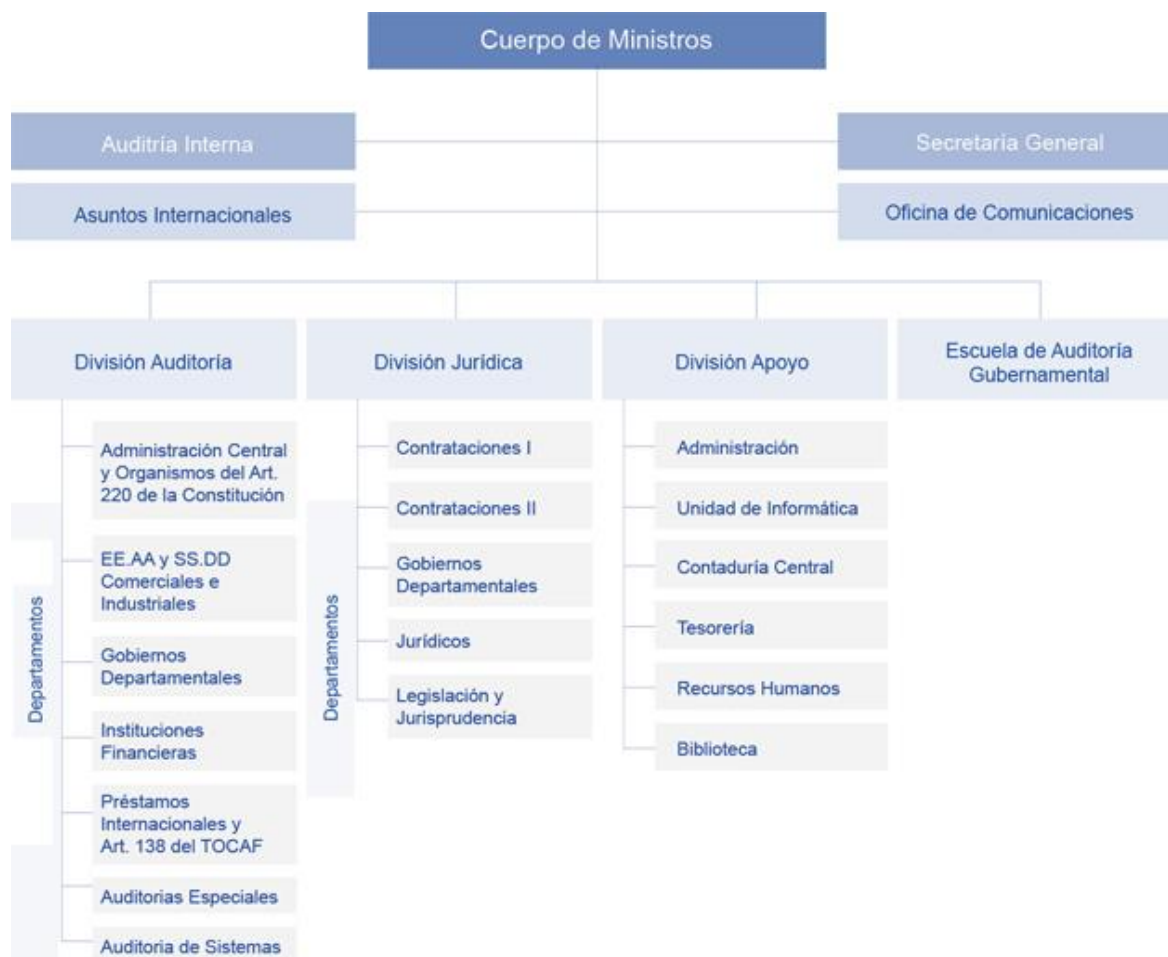 Cuerpo de Ministros
Auditría Interna
Secretaría General
Asuntos Internacionales
Oficina de Comunicaciones
División Auditoría
División Jurídica
División Apoyo
Escuela de Auditoría
Gubernamental
Departamentos
Administración Central
y Organismos del Art.
220 de la Constitución
EE.AA y SS.DD
Comerciales e
Industriales
Gobiernos
Departamentales
Instituciones
Financieras
Préstamos
Internacionales y
Art. 138 del TOCAF
Auditorias Especiales
Auditoria de Sistemas
Departamentos
Contrataciones I
Contrataciones II
Gobiernos
Departamentales
Jurídicos
Legislación y
Jurisprudencia
Administración
Unidad de Informática
Contaduría Central
Tesorería
Recursos Humanos
Biblioteca